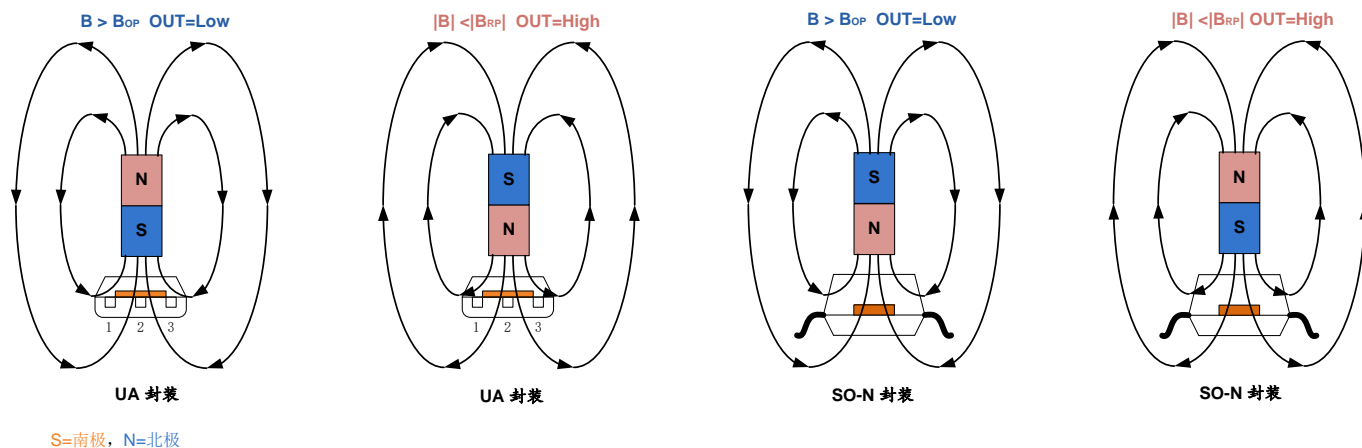 B > BOP OUT=Low
|B| <|BRP| OUT=High
B > BOP OUT=Low
|B| <|BRP| OUT=High
N
S
S
N
S
N
N
S
1 2 3
1 2 3
UA 封装
UA 封装
SO-N 封装
SO-N 封装
S=南极，N=北极